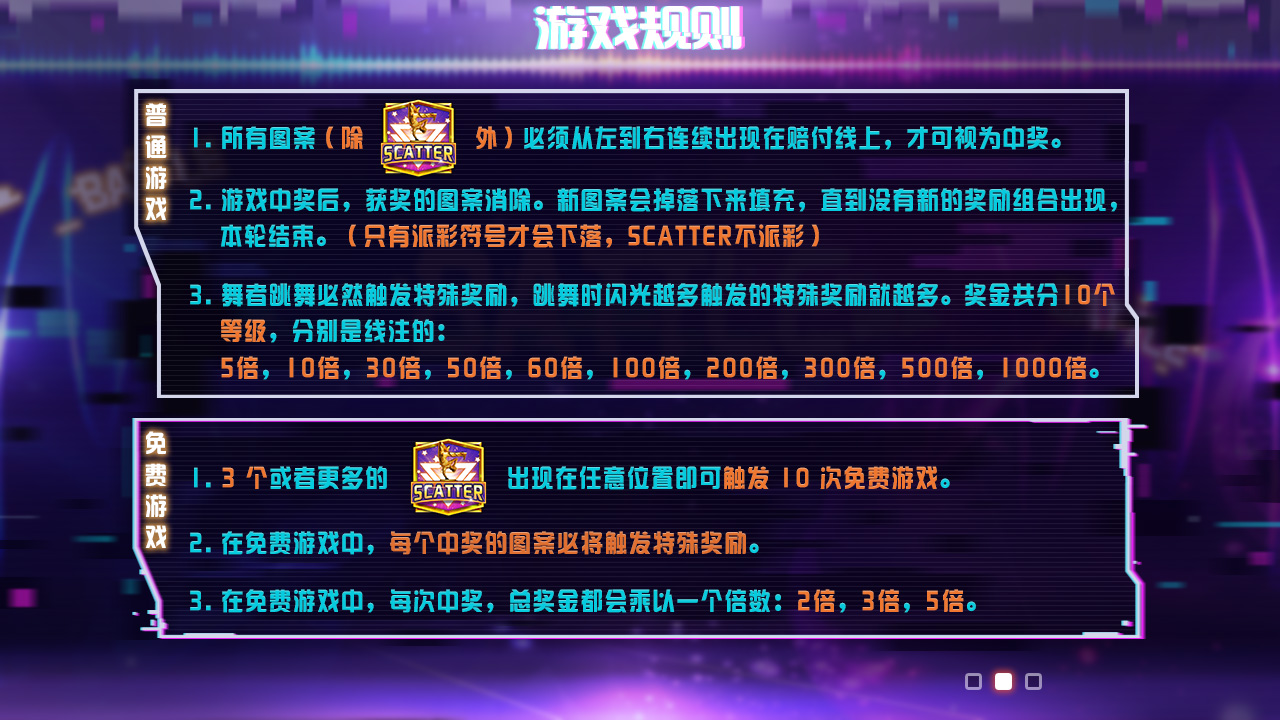 游戏规则
普通游戏
1. 所有图案（除 SCATTER 外）必须从左到右连续出现在赔付线上，才可视为中奖。
2. 游戏中奖后，获奖的图案消除。新图案会掉落下来填充，直到没有新的奖励组合出现，
本轮结束。（只有派彩符号才会下落，SCATTER不派彩）
3. 舞者跳舞必然触发特殊奖励，跳舞时闪光越多触发的特殊奖励就越多。奖金共分10个
等级，分别是线注的：
5倍，10倍，30倍，50倍，60倍，100倍，200倍，300倍，500倍，1000倍。
免费游戏
1. 3 个或者更多的 SCATTER 出现在任意位置即可触发 10 次免费游戏。
2. 在免费游戏中，每个中奖的图案必将触发特殊奖励。
3. 在免费游戏中，每次中奖，总奖金都会乘以一个倍数：2倍，3倍，5倍。